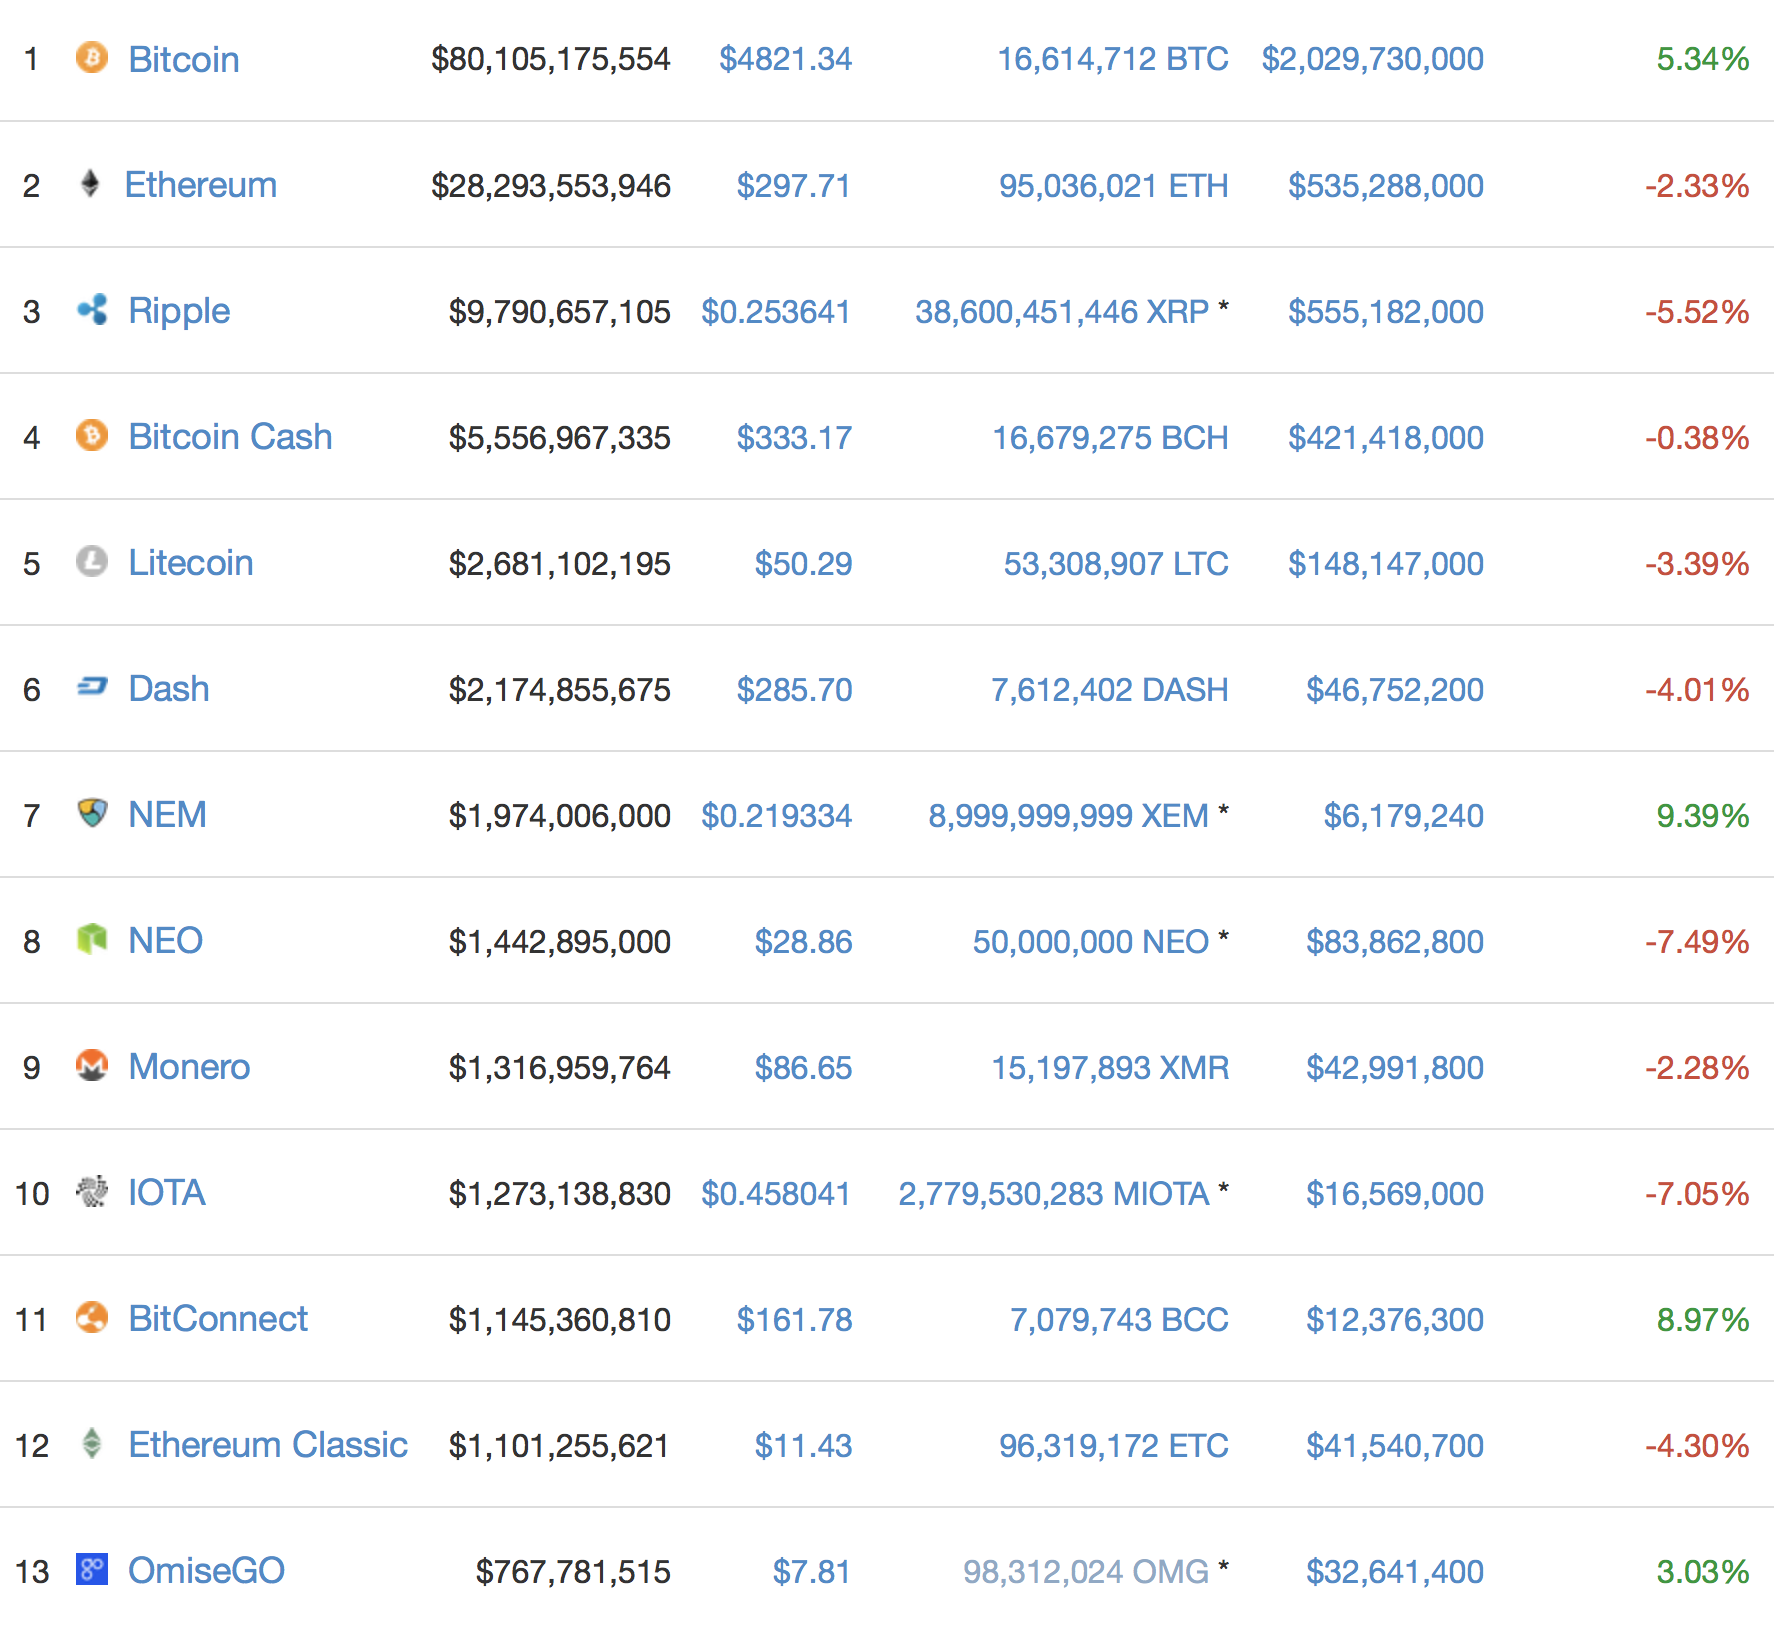 1 Bitcoin $80,105,175,554 $4821.34 16,614,712 BTC $2,029,730,000 5.34%
2 Ethereum $28,293,553,946 $297.71 95,036,021 ETH $535,288,000 -2.33%
3 Ripple $9,790,657,105 $0.253641 38,600,451,446 XRP * $555,182,000 -5.52%
4 Bitcoin Cash $5,556,967,335 $333.17 16,679,275 BCH $421,418,000 -0.38%
5 Litecoin $2,681,102,195 $50.29 53,308,907 LTC $148,147,000 -3.39%
6 Dash $2,174,855,675 $285.70 7,612,402 DASH $46,752,200 -4.01%
7 NEM $1,974,006,000 $0.219334 8,999,999,999 XEM * $6,179,240 9.39%
8 NEO $1,442,895,000 $28.86 50,000,000 NEO * $83,862,800 -7.49%
9 Monero $1,316,959,764 $86.65 15,197,893 XMR $42,991,800 -2.28%
10 IOTA $1,273,138,830 $0.458041 2,779,530,283 MIOTA * $16,569,000 -7.05%
11 BitConnect $1,145,360,810 $161.78 7,079,743 BCC $12,376,300 8.97%
12 Ethereum Classic $1,101,255,621 $11.43 96,319,172 ETC $41,540,700 -4.30%
13 OmiseGO $767,781,515 $7.81 98,312,024 OMG * $32,641,400 3.03%